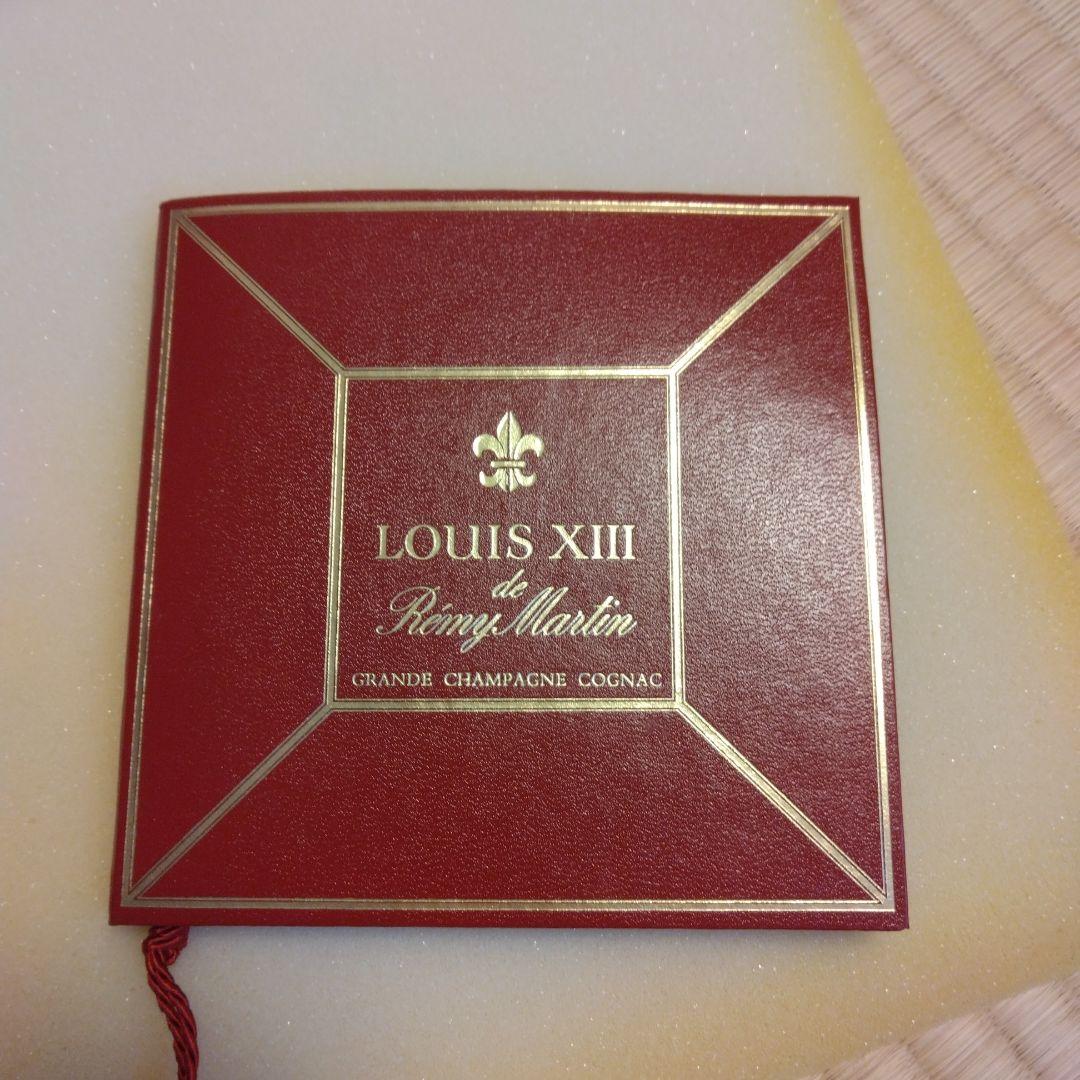 LOUIS XIII
de
Rémy Martin
GRANDE CHAMPAGNE COGNAC